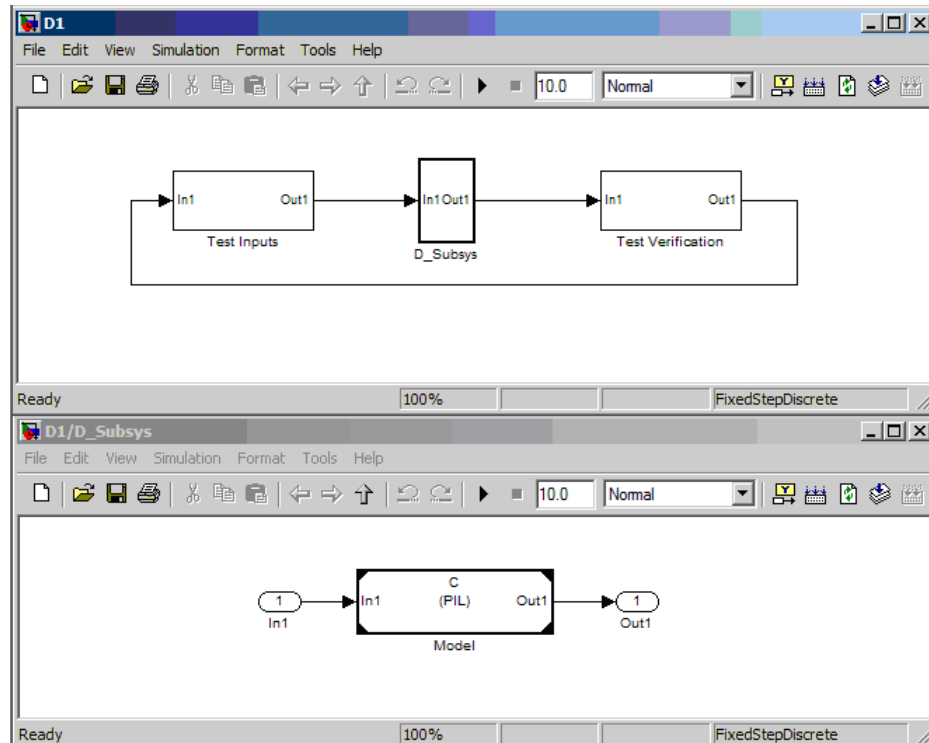 D1
File Edit View Simulation Format Tools Help
10.0 Normal
In1 Out1 In1 Out1 In1 Out1
Test Inputs D_Subsys Test Verification
Ready 100% FixedStepDiscrete
D1/D_Subsys
File Edit View Simulation Format Tools Help
10.0 Normal
C
1 In1 (PIL) Out1 1
In1 Model Out1
Ready 100% FixedStepDiscrete